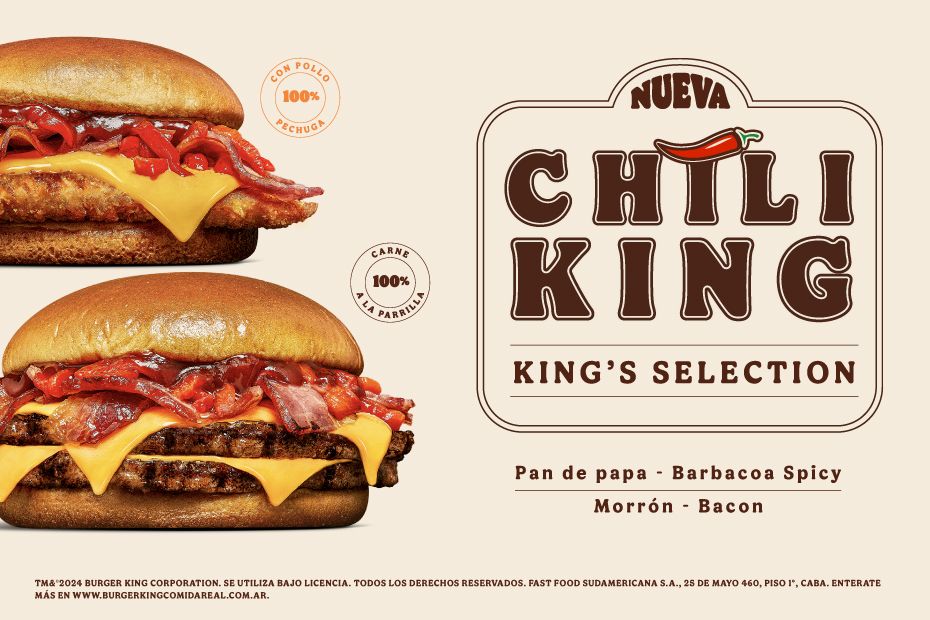 CON POLLO
100%
PECHUGA
CARNE
100%
A LA PARRILLA
NUEVA
CHILI
KING
KING'S SELECTION
Pan de papa - Barbacoa Spicy
Morrón - Bacon
TM&©2024 BURGER KING CORPORATION. SE UTILIZA BAJO LICENCIA. TODOS LOS DERECHOS RESERVADOS. FAST FOOD SUDAMERICANA S.A., 25 DE MAYO 460, PISO 1°, CABA. ENTERATE
MÁS EN WWW.BURGERKINGCOMIDAREAL.COM.AR.